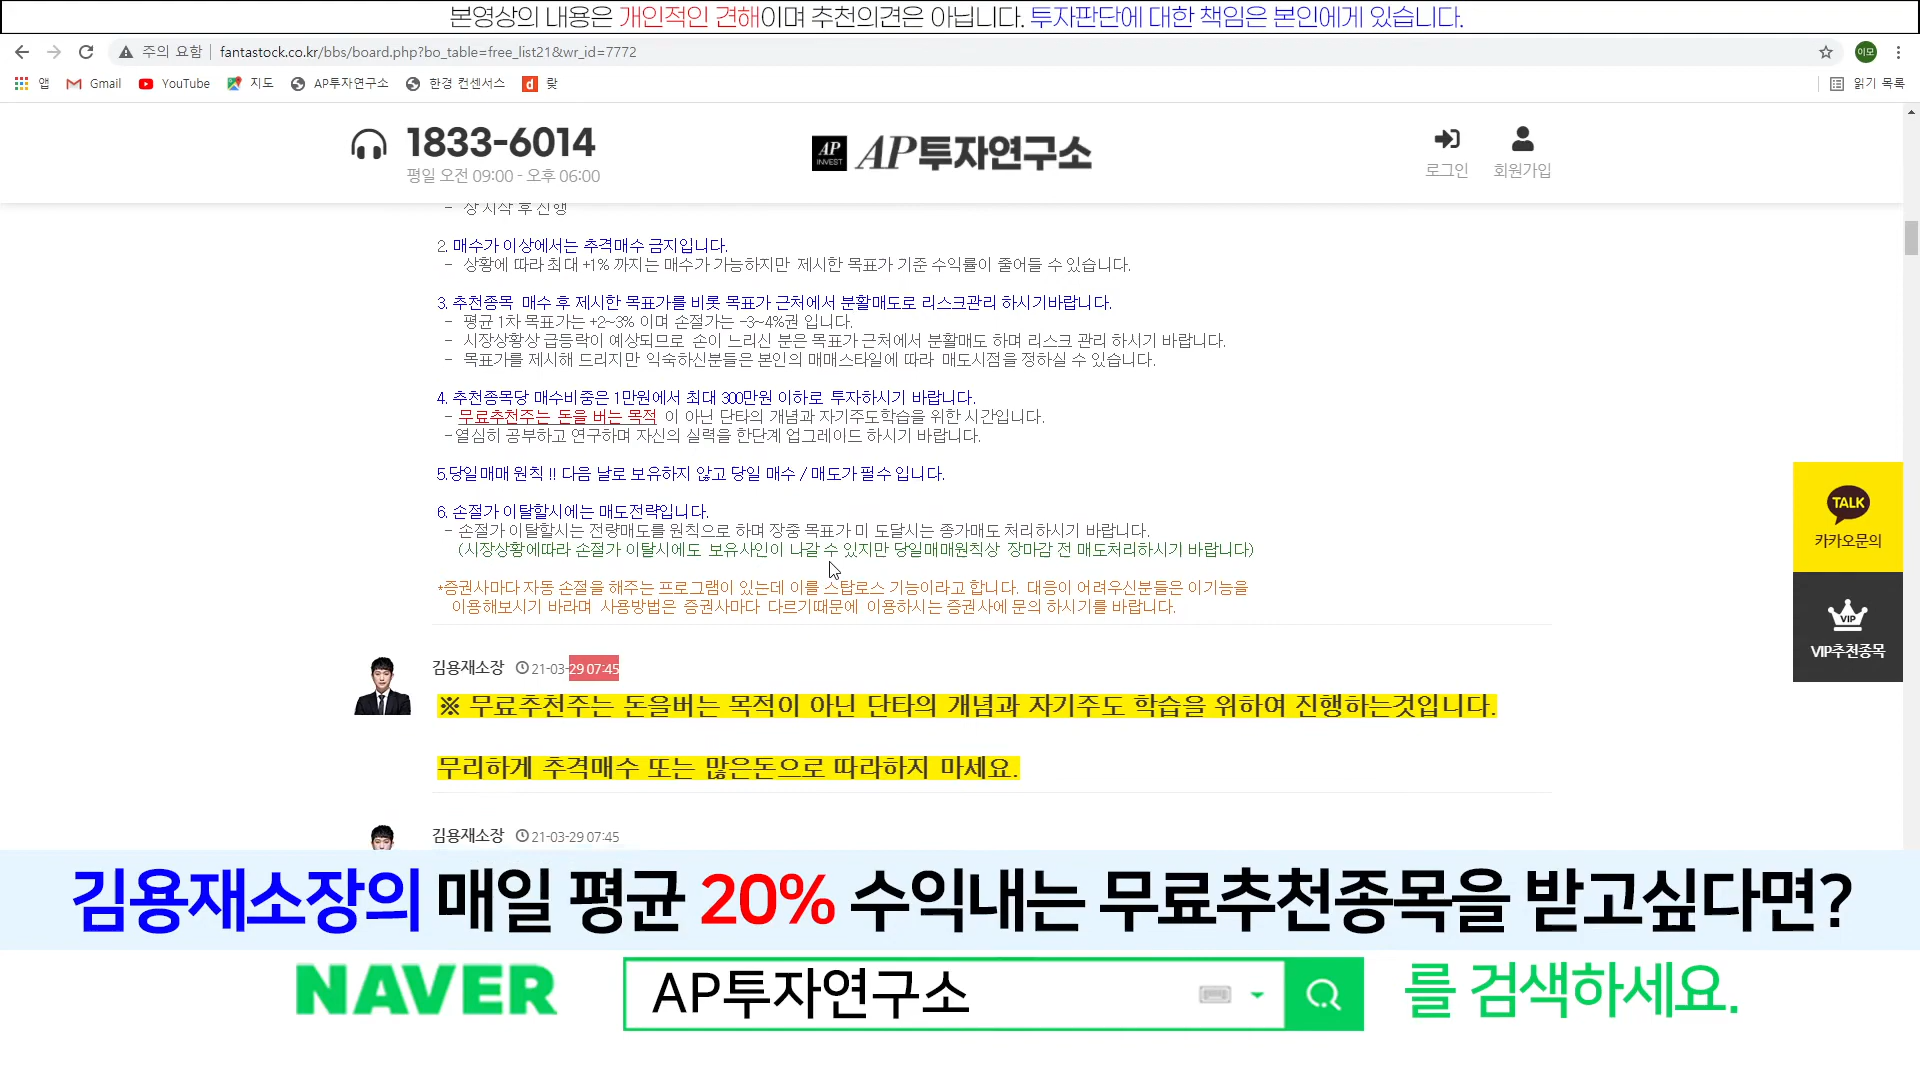 본영상의 내용은 개인적인 견해이며 추천의견은 아닙니다. 투자판단에 대한 책임은 본인에게 있습니다.
주의 요함 | fantastock.co.kr/bbs/board.php?bo_table=free_list21&wr_id=7772
이모
앱 Gmail YouTube 지도 AP투자연구소 한경 컨센서스 d 랒 읽기 목록
1833-6014
평일 오전 09:00 - 오후 06:00
AP INVEST AP투자연구소
로그인 회원가입
- 장 시작 후 진행
2. 매수가 이상에서는 추격매수 금지입니다.
- 상황에 따라 최대 +1% 까지는 매수가 가능하지만 제시한 목표가 기준 수익률이 줄어들 수 있습니다.
3. 추천종목 매수 후 제시한 목표가를 비롯 목표가 근처에서 분활매도로 리스크관리 하시기바랍니다.
- 평균 1차 목표가는 +2~3% 이며 손절가는 -3~4%권 입니다.
- 시장상황상 급등락이 예상되므로 손이 느리신 분은 목표가 근처에서 분활매도 하며 리스크 관리 하시기 바랍니다.
- 목표가를 제시해 드리지만 익숙하신분들은 본인의 매매스타일에 따라 매도시점을 정하실 수 있습니다.
4. 추천종목당 매수비중은 1만원에서 최대 300만원 이하로 투자하시기 바랍니다.
- 무료추천주는 돈을 버는 목적 이 아닌 단타의 개념과 자기주도학습을 위한 시간입니다.
- 열심히 공부하고 연구하며 자신의 실력을 한단계 업그레이드 하시기 바랍니다.
5.당일매매 원칙 !! 다음 날로 보유하지 않고 당일 매수 / 매도가 필수 입니다.
6. 손절가 이탈할시에는 매도전략입니다.
- 손절가 이탈할시는 전량매도를 원칙으로 하며 장중 목표가 미 도달시는 종가매도 처리하시기 바랍니다.
(시장상황에따라 손절가 이탈시에도 보유사인이 나갈 수 있지만 당일매매원칙상 장마감 전 매도처리하시기 바랍니다)
*증권사마다 자동 손절을 해주는 프로그램이 있는데 이를 스탑로스 기능이라고 합니다. 대응이 어려우신분들은 이기능을
이용해보시기 바라며 사용방법은 증권사마다 다르기때문에 이용하시는 증권사에 문의 하시기를 바랍니다.
TALK
카카오문의
VIP
VIP추천종목
김용재소장 21-03-29 07:45
※ 무료추천주는 돈을버는 목적이 아닌 단타의 개념과 자기주도 학습을 위하여 진행하는것입니다.
무리하게 추격매수 또는 많은돈으로 따라하지 마세요.
김용재소장 21-03-29 07:45
김용재소장의 매일 평균 20% 수익내는 무료추천종목을 받고싶다면?
NAVER AP투자연구소 를 검색하세요.